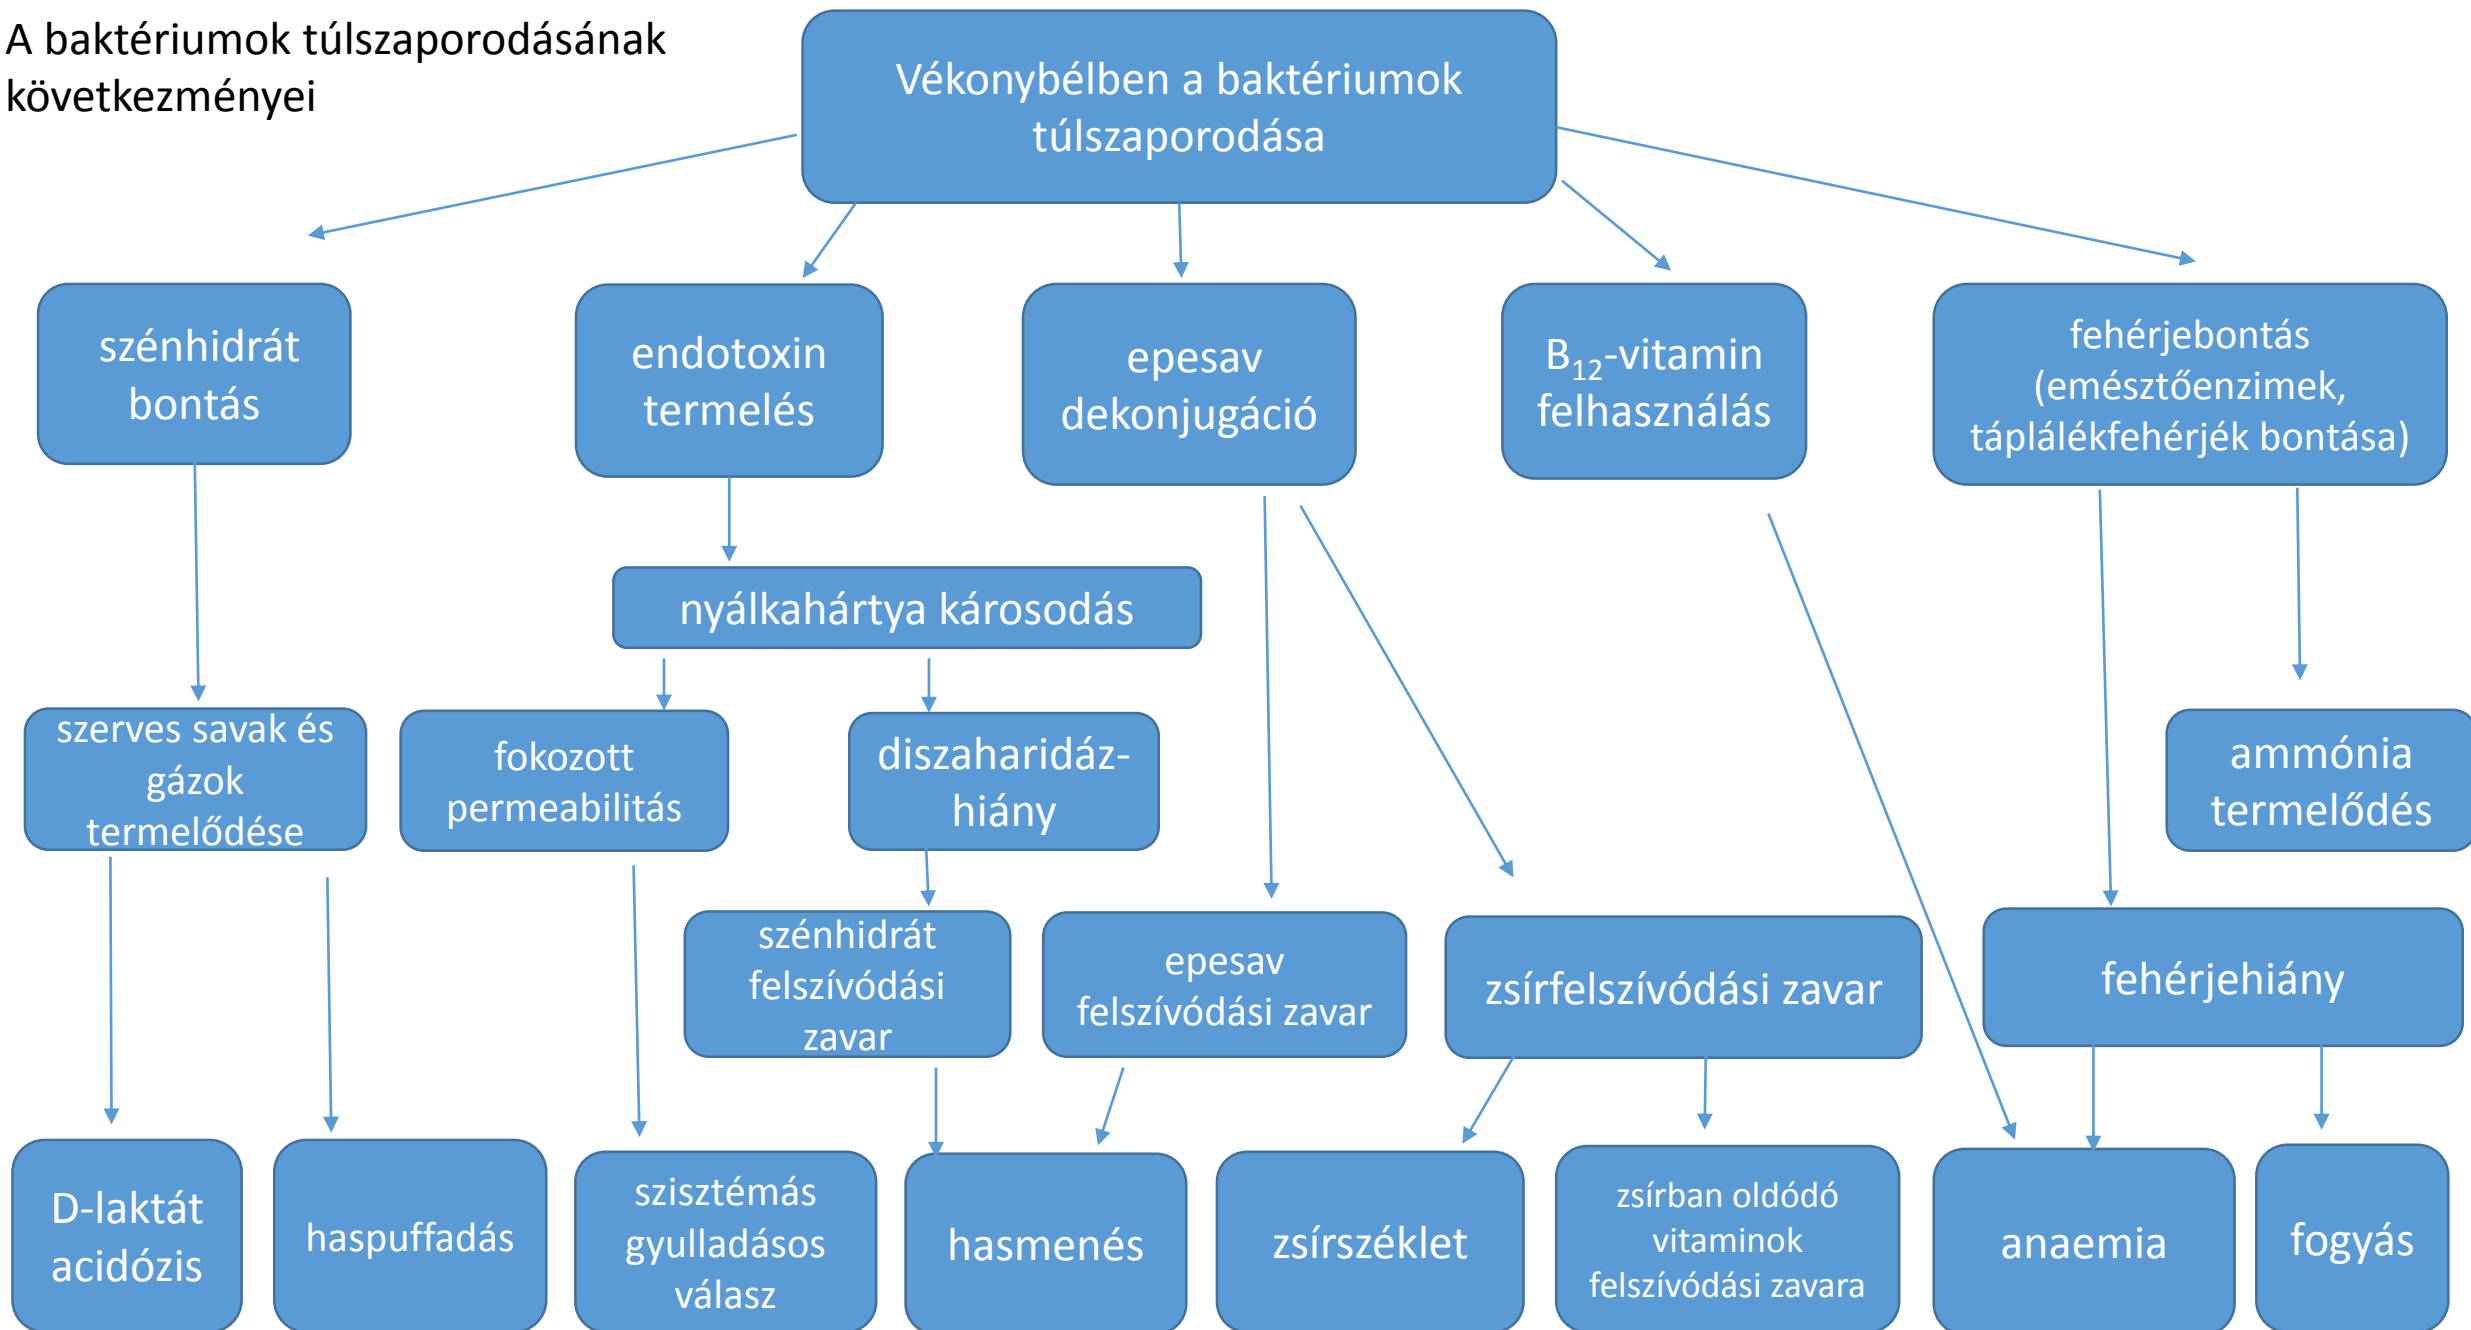 A baktériumok túlszaporodásának
következményei
Vékonybélben a baktériumok
túlszaporodása
szénhidrát
bontás
endotoxin
termelés
epesav
dekonjugáció
B₁₂-vitamin
felhasználás
fehérjebontás
(emésztőenzimek,
táplálékfehérjék bontása)
nyálkahártya károsodás
szerves savak és
gázok
termelődése
fokozott
permeabilitás
diszaharidáz-
hiány
ammónia
termelődés
szénhidrát
felszívódási
zavar
epesav
felszívódási zavar
zsírfelszívódási zavar
fehérjehiány
D-laktát
acidózis
haspuffadás
szisztémás
gyulladásos
válasz
hasmenés
zsírszéklet
zsírban oldódó
vitaminok
felszívódási zavara
anaemia
fogyás